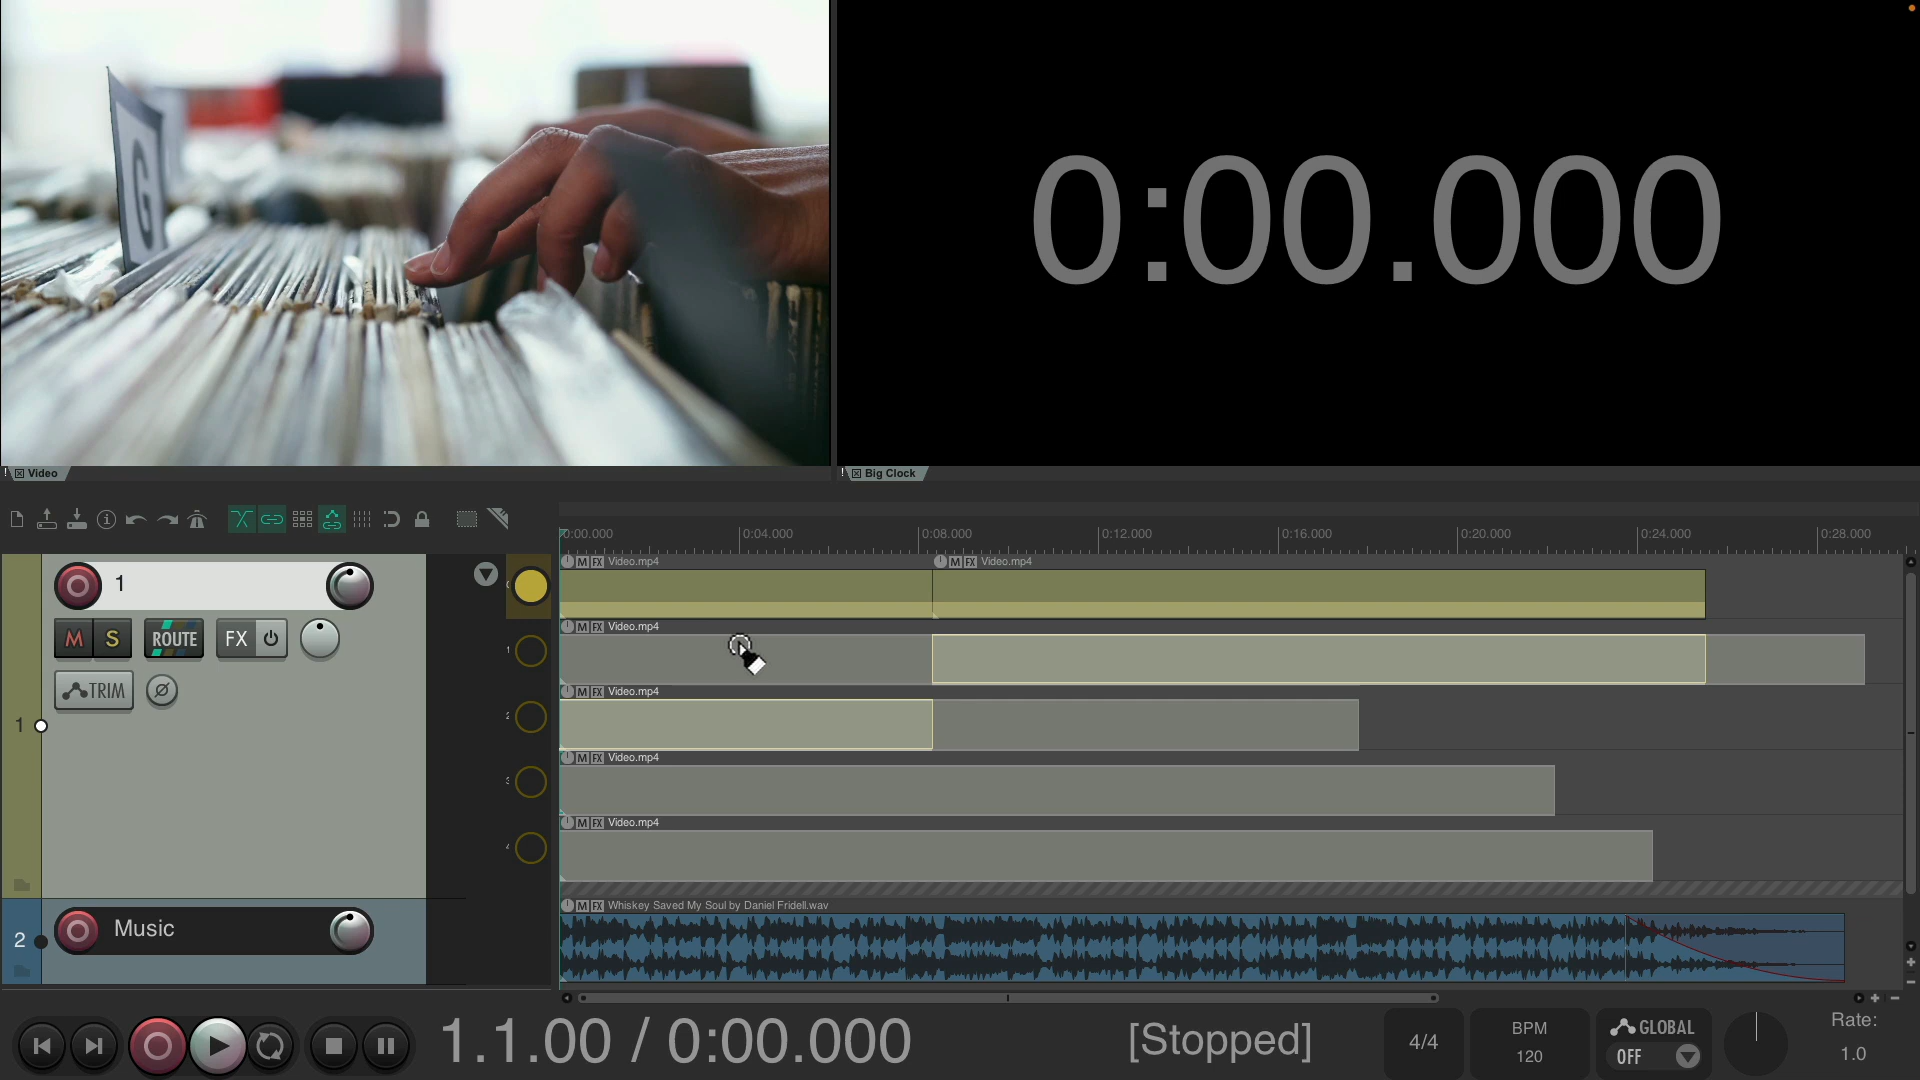 G
0:00.000
Video
Big Clock
0:00.000 0:04.000 0:08.000 0:12.000 0:16.000 0:20.000 0:24.000 0:28.000
M FX Video.mp4 M FX Video.mp4
1
M FX Video.mp4
1
M S ROUTE FX
TRIM
M FX Video.mp4
2
1
M FX Video.mp4
3
M FX Video.mp4
4
M FX Whiskey Saved My Soul by Daniel Fridell.wav
2 Music
1.1.00 / 0:00.000
[Stopped]
4/4
BPM
120
GLOBAL
OFF
Rate:
1.0